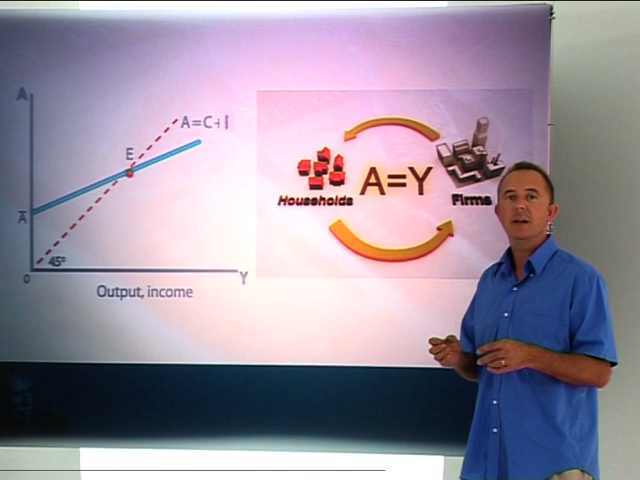 A
A=C+I
E
A̅
45°
0
Y
Output, income
Households
A=Y
Firms